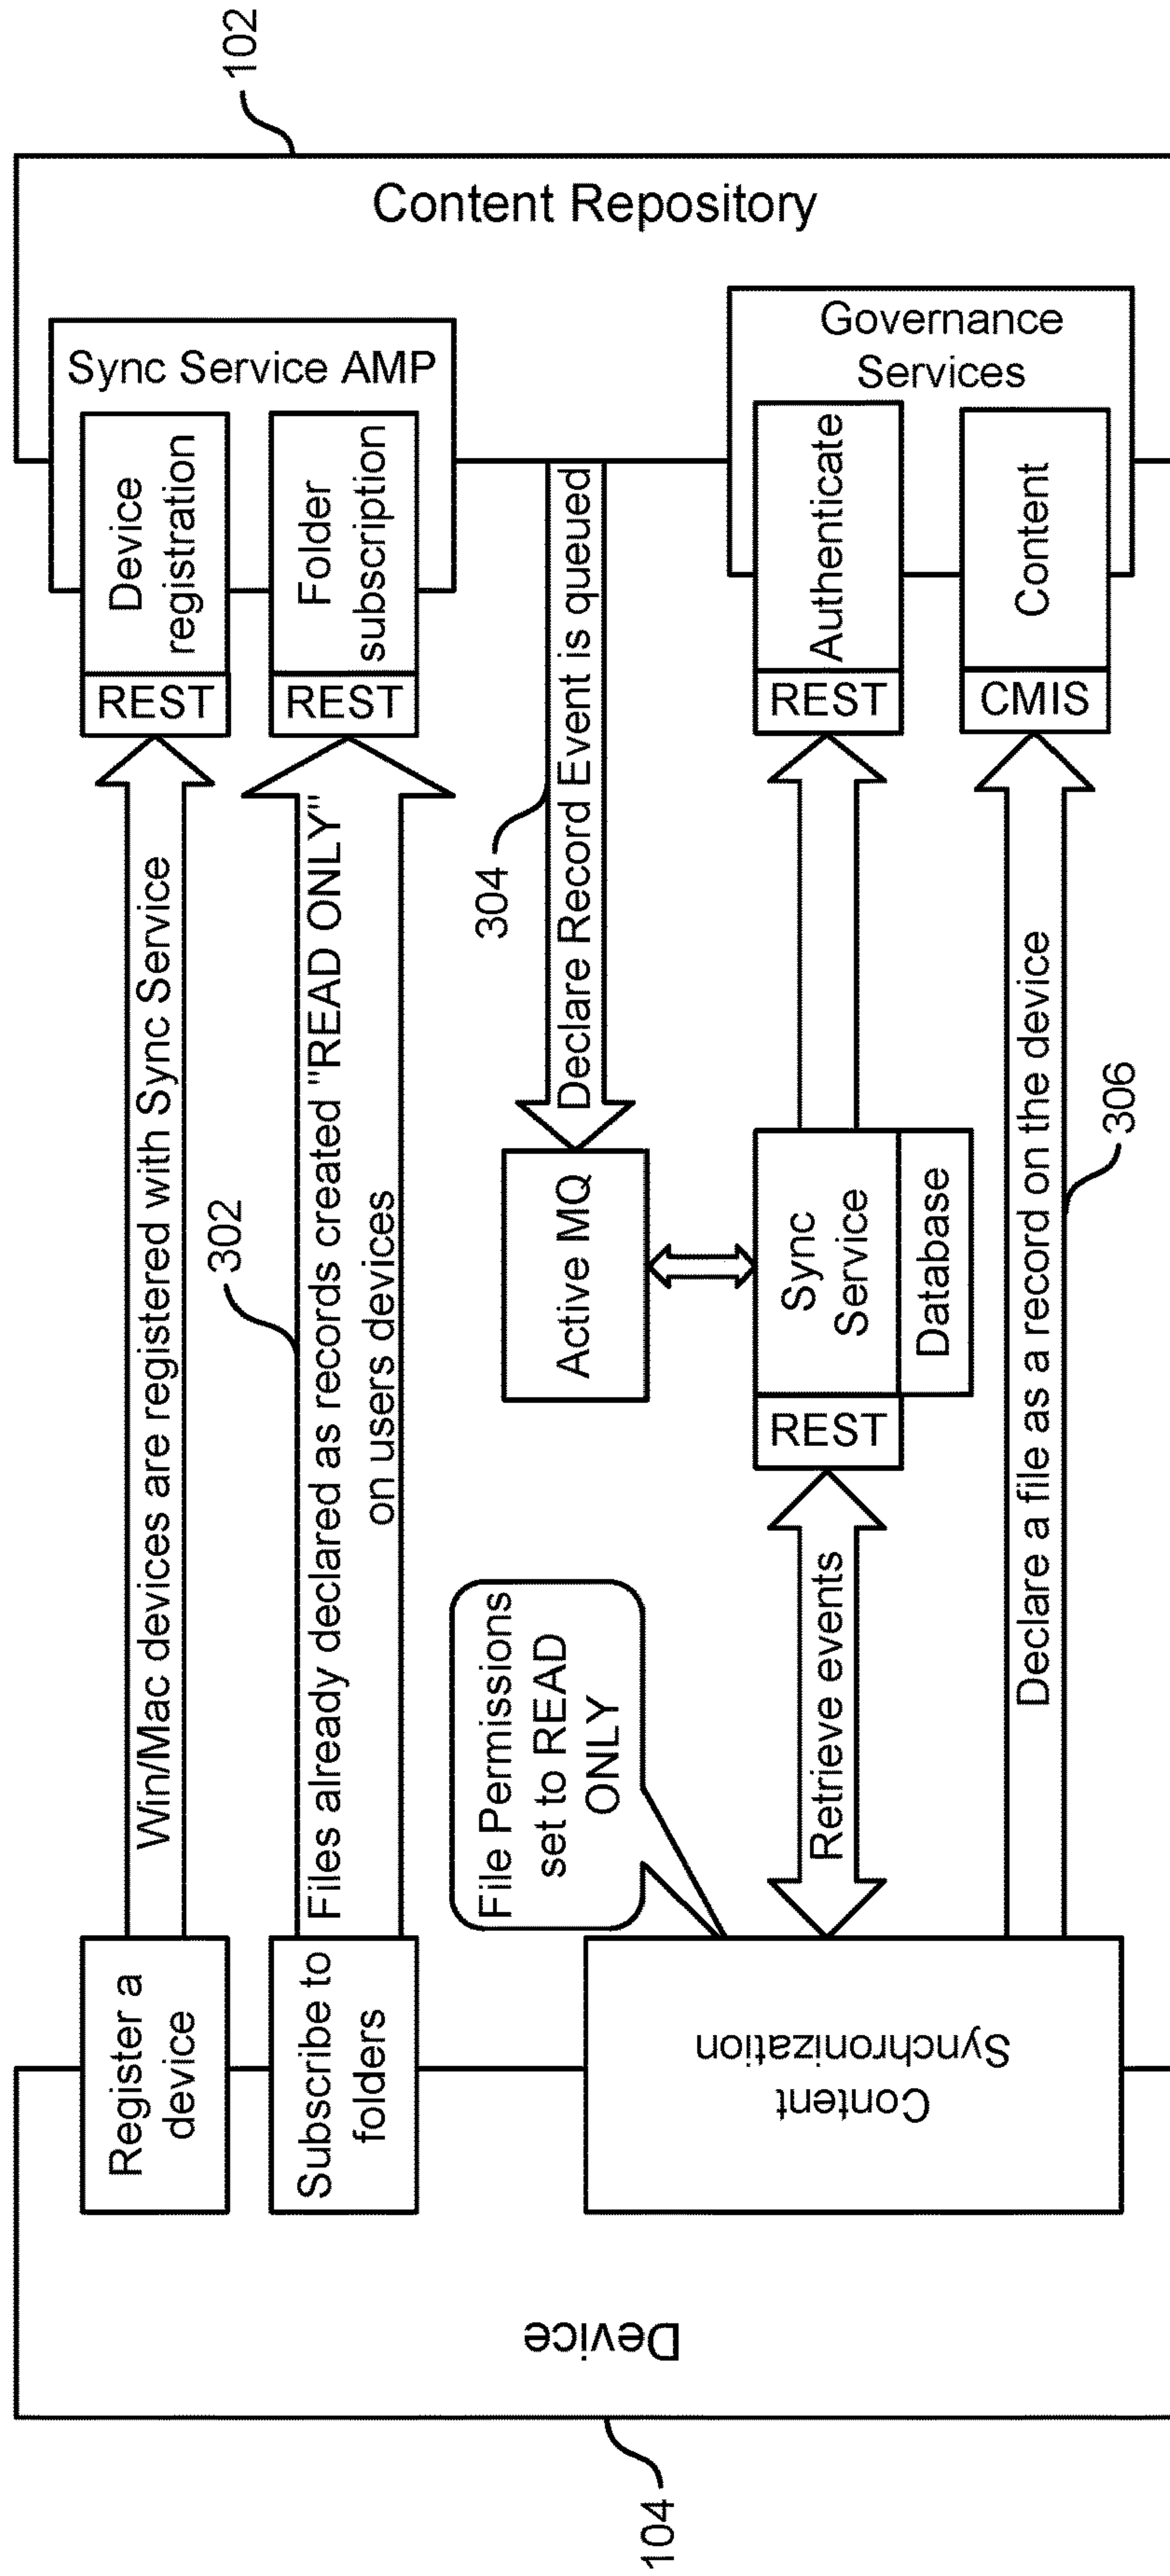 102
Content Repository
Sync Service AMP
Device
registration
REST
Folder
subscription
REST
Governance
Services
Authenticate
REST
Content
CMIS
Win/Mac devices are registered with Sync Service
302
Files already declared as records created "READ ONLY"
on users devices
304
Declare Record Event is queued
Active MQ
Sync
Service
Database
REST
Retrieve events
File Permissions
set to READ
ONLY
Declare a file as a record on the device
306
Register a
device
Subscribe to
folders
Content
Synchronization
Device
104